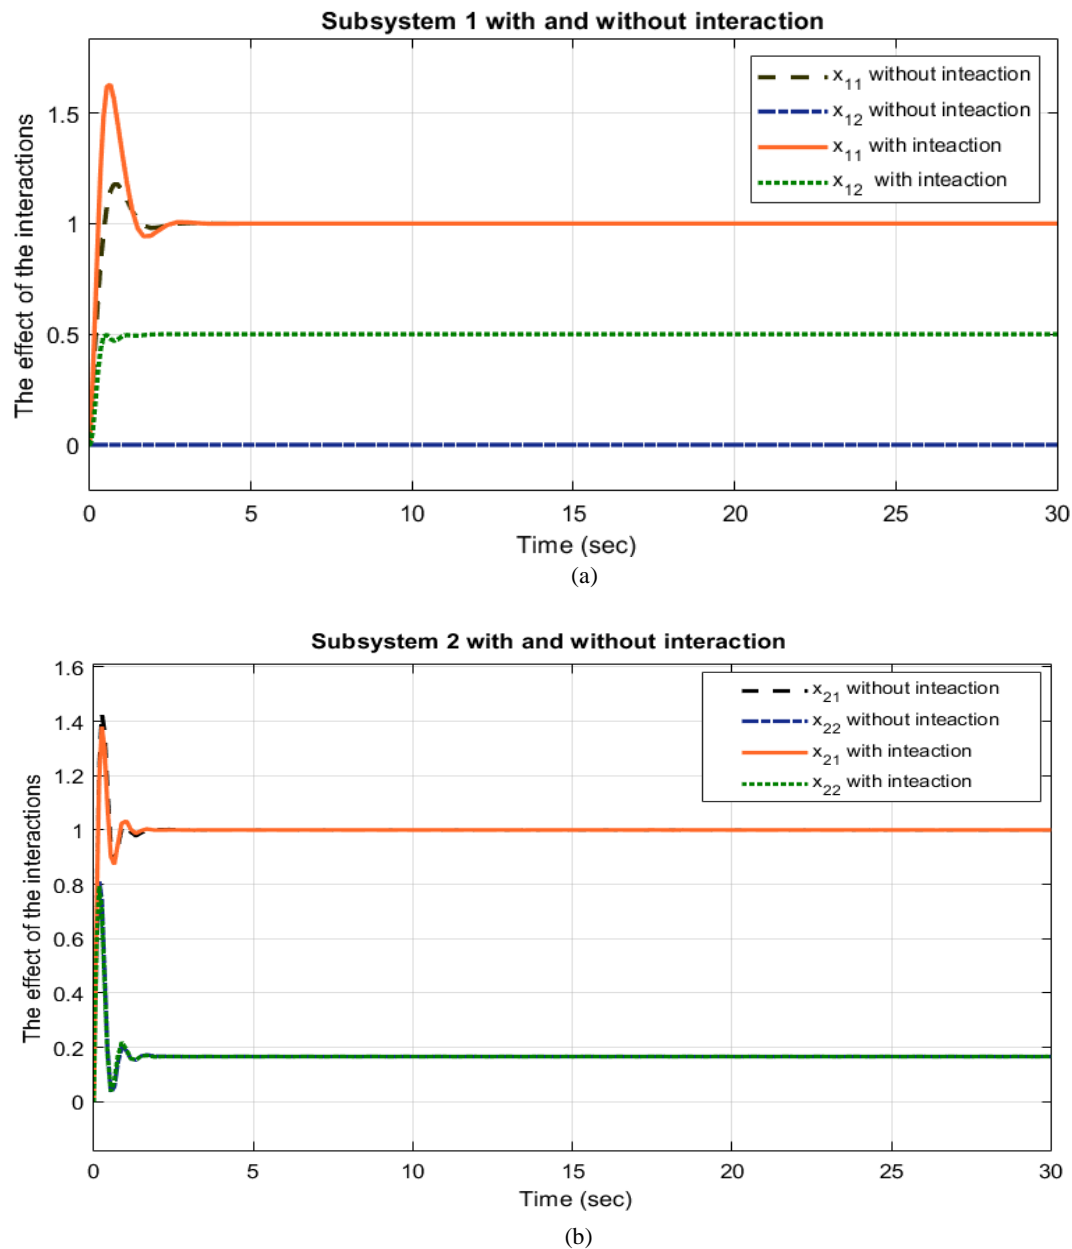 Subsystem 1 with and without interaction
The effect of the interactions
1.5
1
0.5
0
x11 without inteaction
x12 without inteaction
x11 with inteaction
x12 with inteaction
0 5 10 15 20 25 30
Time (sec)
(a)
Subsystem 2 with and without interaction
The effect of the interactions
1.6
1.4
1.2
1
0.8
0.6
0.4
0.2
0
x21 without inteaction
x22 without inteaction
x21 with inteaction
x22 with inteaction
0 5 10 15 20 25 30
Time (sec)
(b)